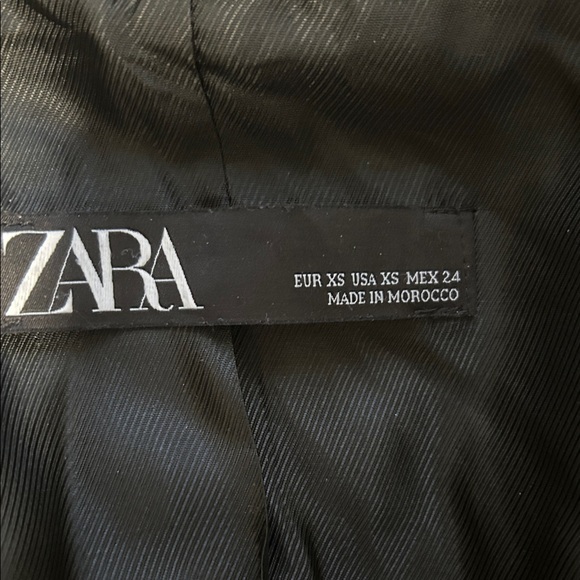 ZARA
EUR XS USA XS MEX 24
MADE IN MOROCCO